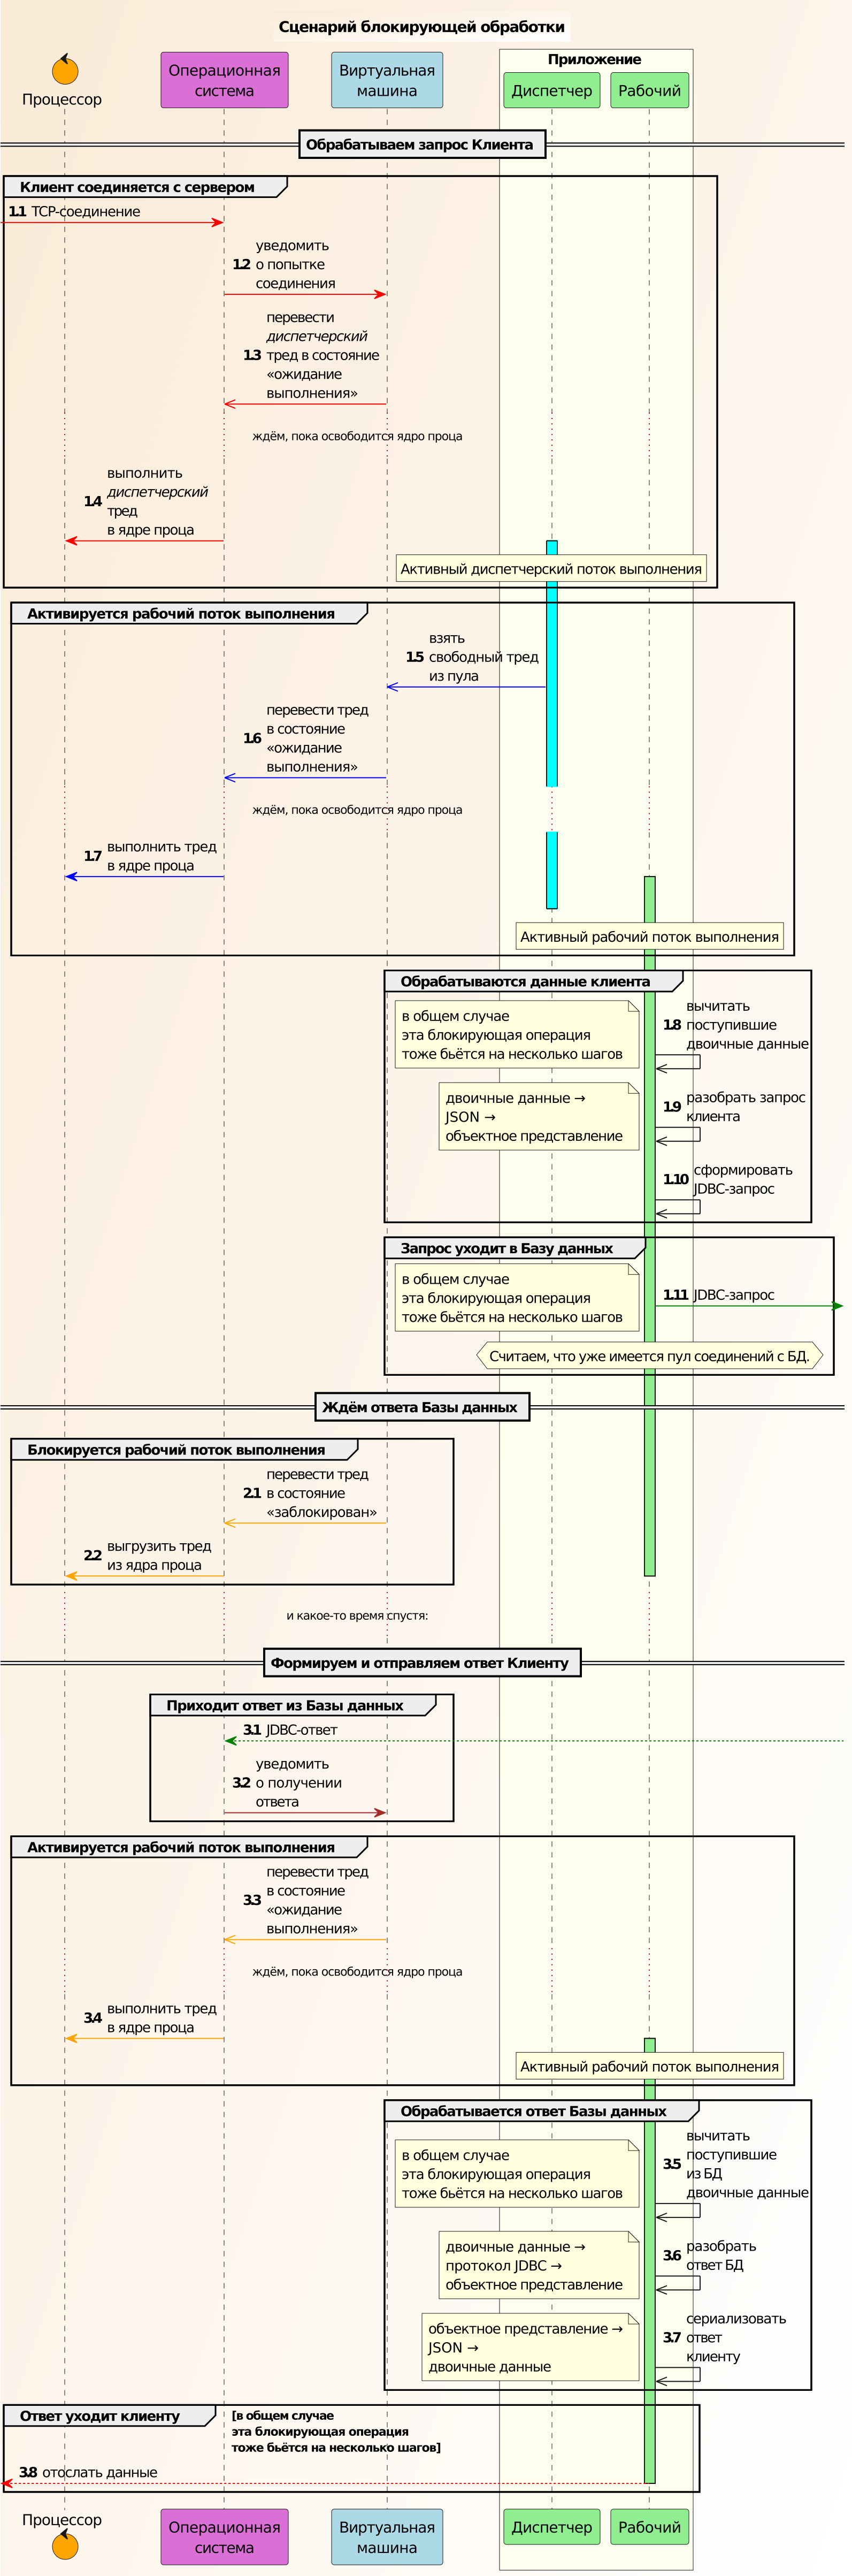 Сценарий блокирующей обработки
Приложение
Процессор
Операционная
система
Виртуальная
машина
Диспетчер
Рабочий
Обрабатываем запрос Клиента
Клиент соединяется с сервером
1.1 TCP-соединение
уведомить
1.2 о попытке
соединения
перевести
диспетчерский
1.3 тред в состояние
«ожидание
выполнения»
ждём, пока освободится ядро проца
выполнить
1.4 диспетчерский
тред
в ядре проца
Активный диспетчерский поток выполнения
Активируется рабочий поток выполнения
взять
1.5 свободный тред
из пула
перевести тред
1.6 в состояние
«ожидание
выполнения»
ждём, пока освободится ядро проца
1.7 выполнить тред
в ядре проца
Активный рабочий поток выполнения
Обрабатываются данные клиента
в общем случае
эта блокирующая операция
тоже бьётся на несколько шагов
вычитать
1.8 поступившие
двоичные данные
двоичные данные →
JSON →
объектное представление
1.9 разобрать запрос
клиента
1.10 сформировать
JDBC-запрос
Запрос уходит в Базу данных
в общем случае
эта блокирующая операция
тоже бьётся на несколько шагов
1.11 JDBC-запрос
Считаем, что уже имеется пул соединений с БД.
Ждём ответа Базы данных
Блокируется рабочий поток выполнения
перевести тред
2.1 в состояние
«заблокирован»
2.2 выгрузить тред
из ядра проца
и какое-то время спустя:
Формируем и отправляем ответ Клиенту
Приходит ответ из Базы данных
3.1 JDBC-ответ
уведомить
3.2 о получении
ответа
Активируется рабочий поток выполнения
перевести тред
3.3 в состояние
«ожидание
выполнения»
ждём, пока освободится ядро проца
3.4 выполнить тред
в ядре проца
Активный рабочий поток выполнения
Обрабатывается ответ Базы данных
в общем случае
эта блокирующая операция
тоже бьётся на несколько шагов
вычитать
3.5 поступившие
из БД
двоичные данные
двоичные данные →
протокол JDBC →
объектное представление
3.6 разобрать
ответ БД
объектное представление →
JSON →
двоичные данные
сериализовать
3.7 ответ
клиенту
Ответ уходит клиенту
[в общем случае
эта блокирующая операция
тоже бьётся на несколько шагов]
3.8 отослать данные
Процессор
Операционная
система
Виртуальная
машина
Диспетчер
Рабочий